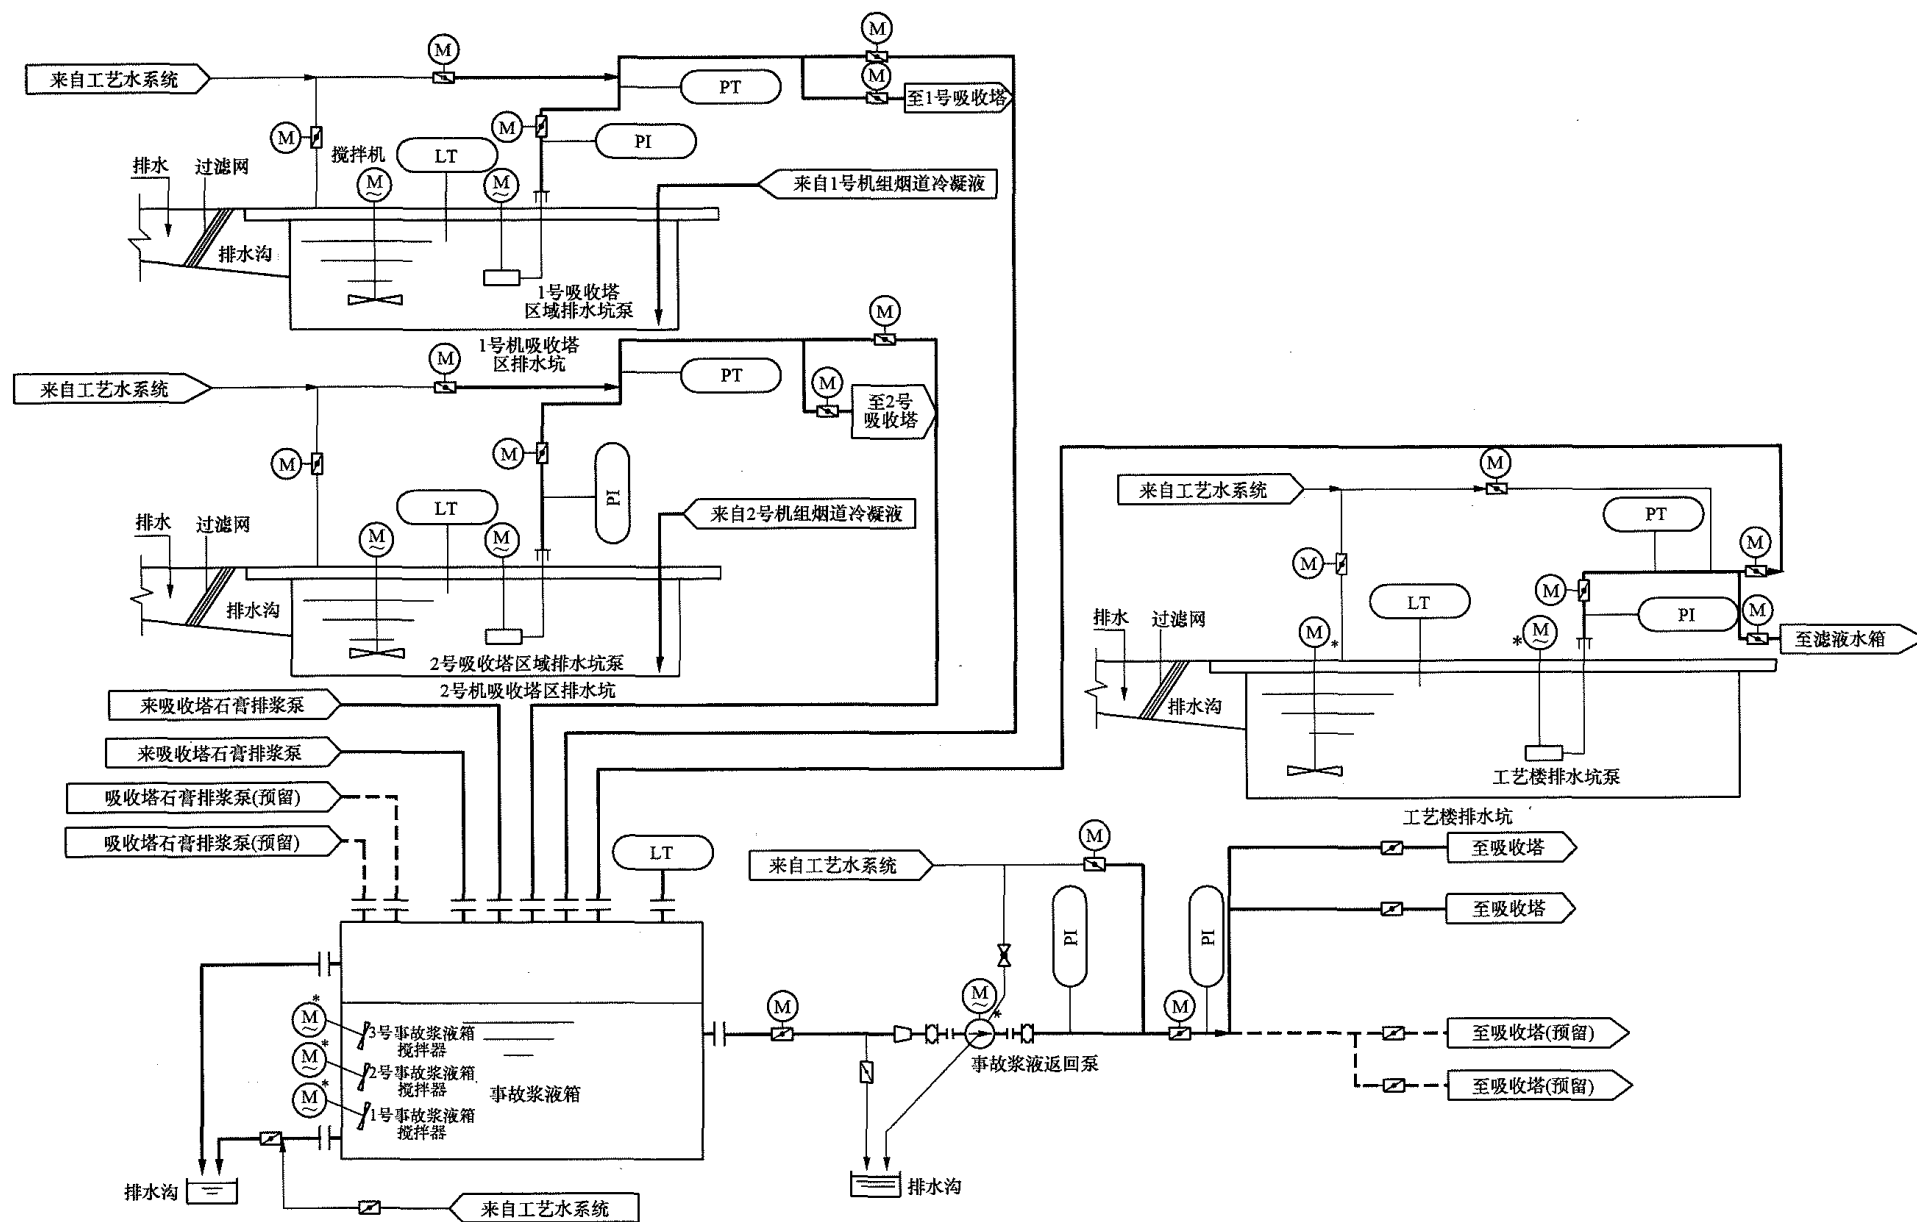 M
来自工艺水系统
M
M
PT
至1号吸收塔
M
M
PI
搅拌机
LT
排水
过滤网
M
~
M
~
来自1号机组烟道冷凝液
排水沟
1号吸收塔
区域排水坑泵
1号机吸收塔
区排水坑
M
M
来自工艺水系统
PT
M
至2号
吸收塔
M
M
PI
LT
排水
过滤网
M
~
M
~
来自2号机组烟道冷凝液
排水沟
2号吸收塔区域排水坑泵
2号机吸收塔区排水坑
M
来自工艺水系统
PT
M
M
M
LT
PI
M
排水
过滤网
M
*
*
M
~
至滤液水箱
排水沟
工艺楼排水坑泵
工艺楼排水坑
来吸收塔石膏排浆泵
来吸收塔石膏排浆泵
吸收塔石膏排浆泵(预留)
吸收塔石膏排浆泵(预留)
LT
M
来自工艺水系统
至吸收塔
至吸收塔
PI
PI
*
M
~
3号事故浆液箱
搅拌器
*
M
~
2号事故浆液箱
搅拌器
*
M
~
1号事故浆液箱
搅拌器
事故浆液箱
M
M
~
*
M
事故浆液返回泵
至吸收塔(预留)
至吸收塔(预留)
排水沟
来自工艺水系统
排水沟